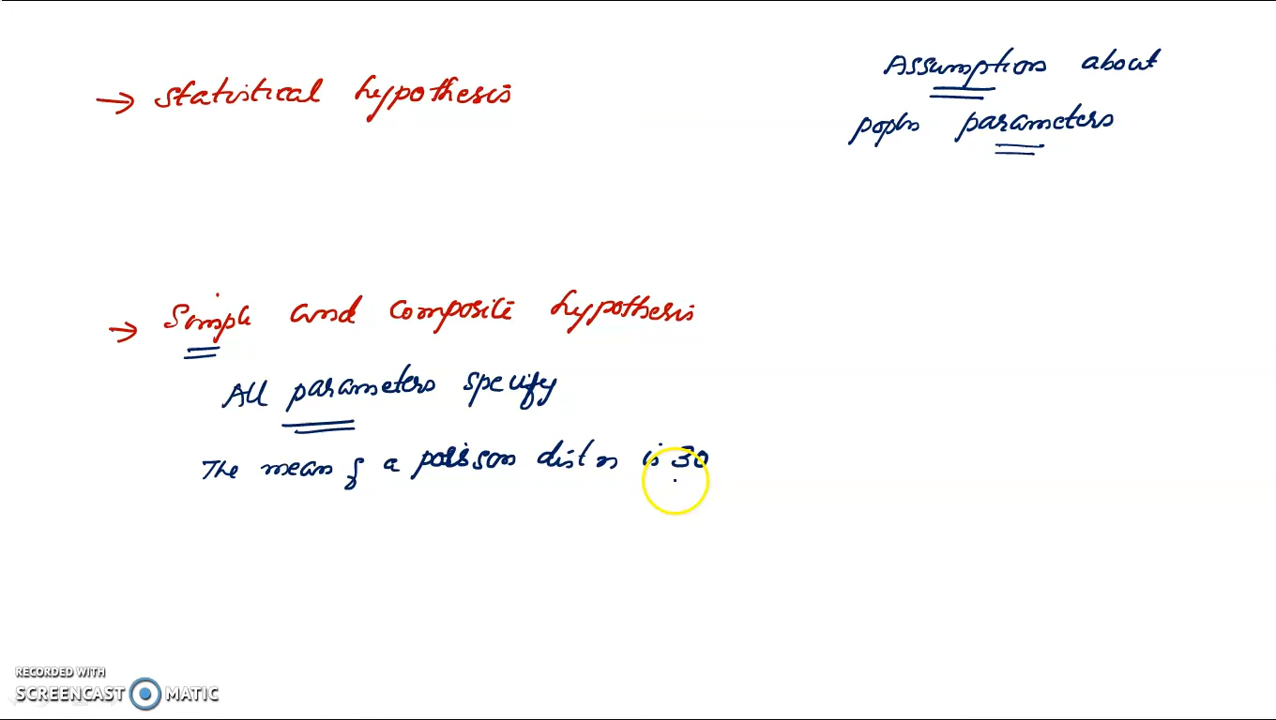 → Statistical hypothesis
Assumption about
popln parameters
→ Simple and composite hypothesis
All parameters specify
The mean of a poisson distn is 30
RECORDED WITH
SCREENCAST MATIC